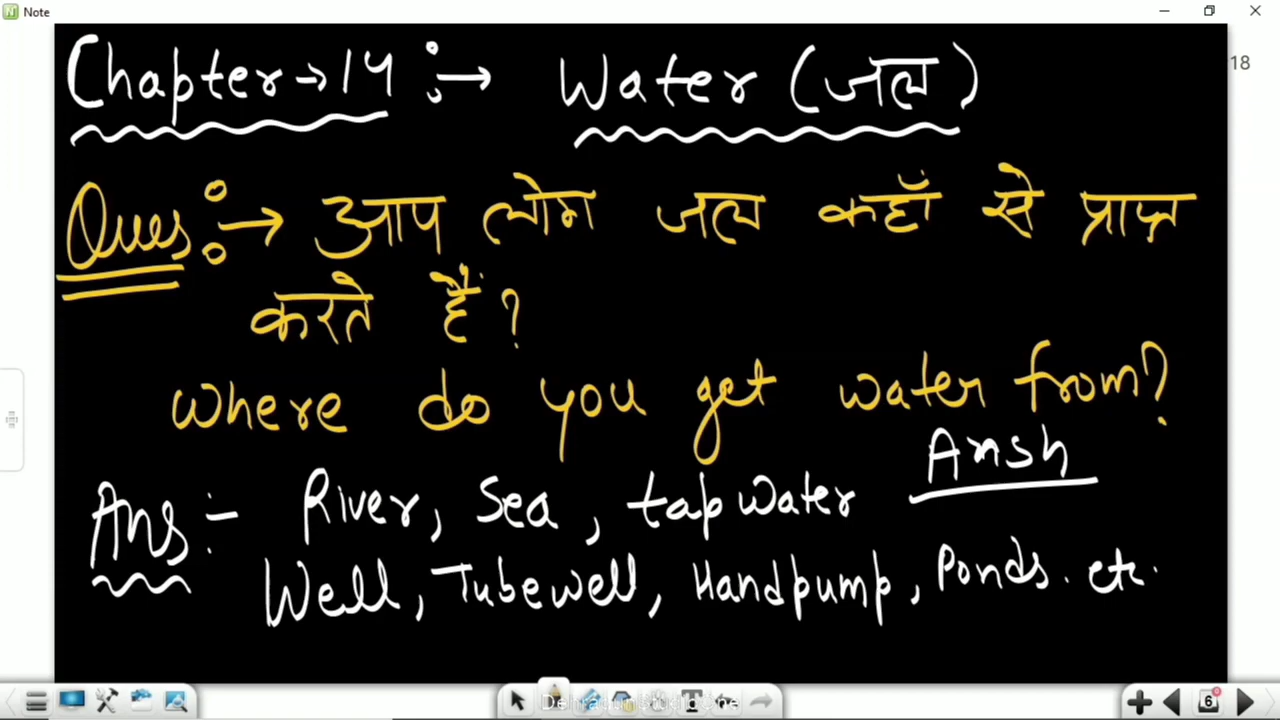 Note
18
Chapter → 14 :→ Water (जल)
Ques :→ आप लोग जल कहाँ से प्राप्त
करते हैं?
Where do you get water from?
Ansh
Ans :- River, Sea, tap water
Well, Tubewell, Handpump, Ponds. etc.
6